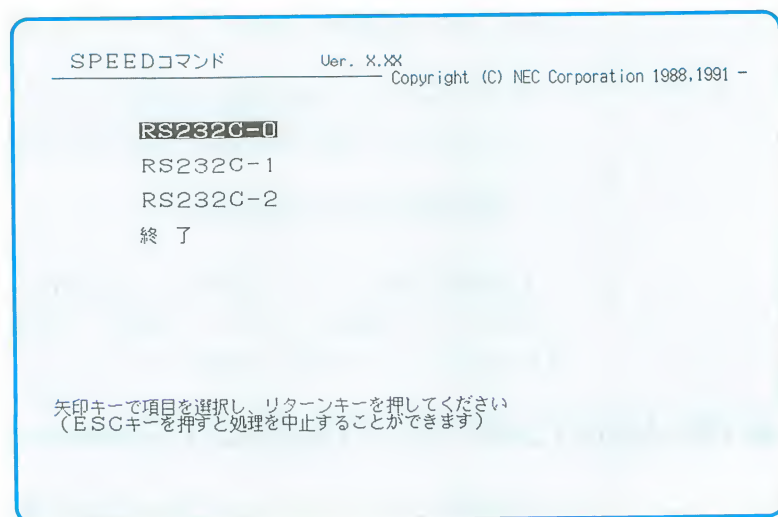 SPEEDコマンド Ver. X.XX
Copyright (C) NEC Corporation 1988,1991 -
RS232C-0
RS232C-1
RS232C-2
終 了
矢印キーで項目を選択し、リターンキーを押してください
(ESCキーを押すと処理を中止することができます)